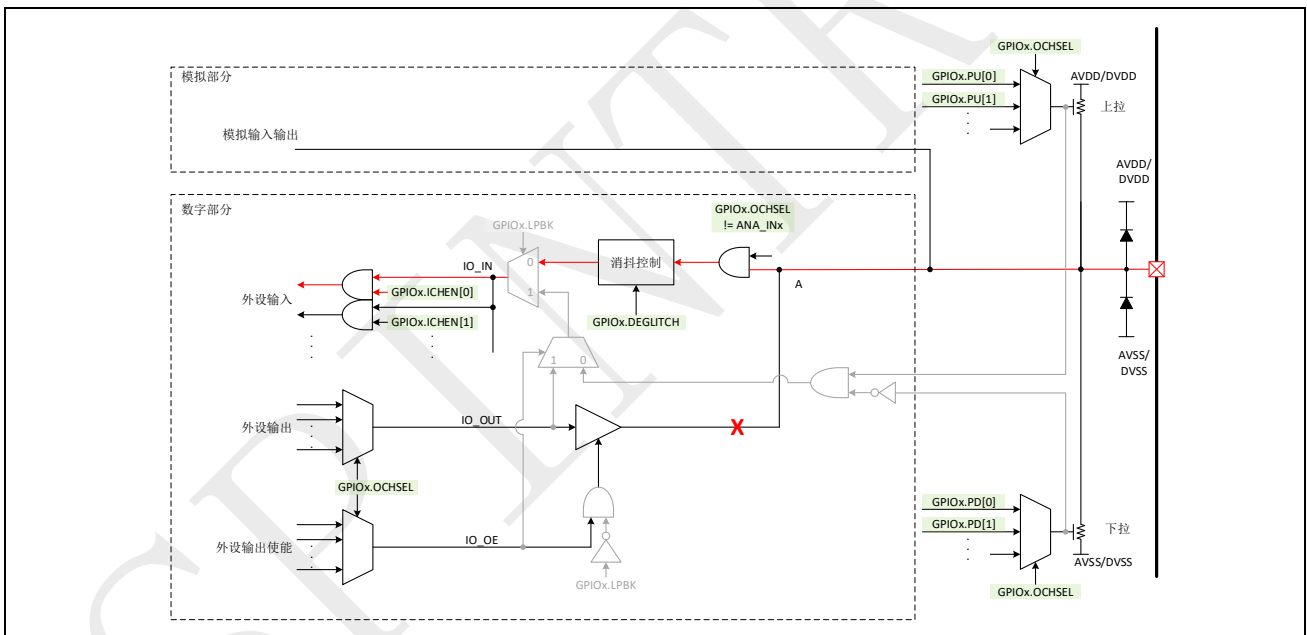 GPIOx.OCHSEL
模拟部分
GPIOx.PU[0]
AVDD/DVDD
GPIOx.PU[1]
上拉
模拟输入输出
AVDD/
DVDD
数字部分
GPIOx.OCHSEL
!= ANA_INx
GPIOx.LPBK
IO_IN
0
消抖控制
A
外设输入
GPIOx.ICHEN[0]
1
GPIOx.ICHEN[1]
GPIOx.DEGLITCH
AVSS/
DVSS
1 0
外设输出
IO_OUT
X
GPIOx.OCHSEL
GPIOx.PD[0]
GPIOx.PD[1]
下拉
外设输出使能
IO_OE
AVSS/DVSS
GPIOx.LPBK
GPIOx.OCHSEL